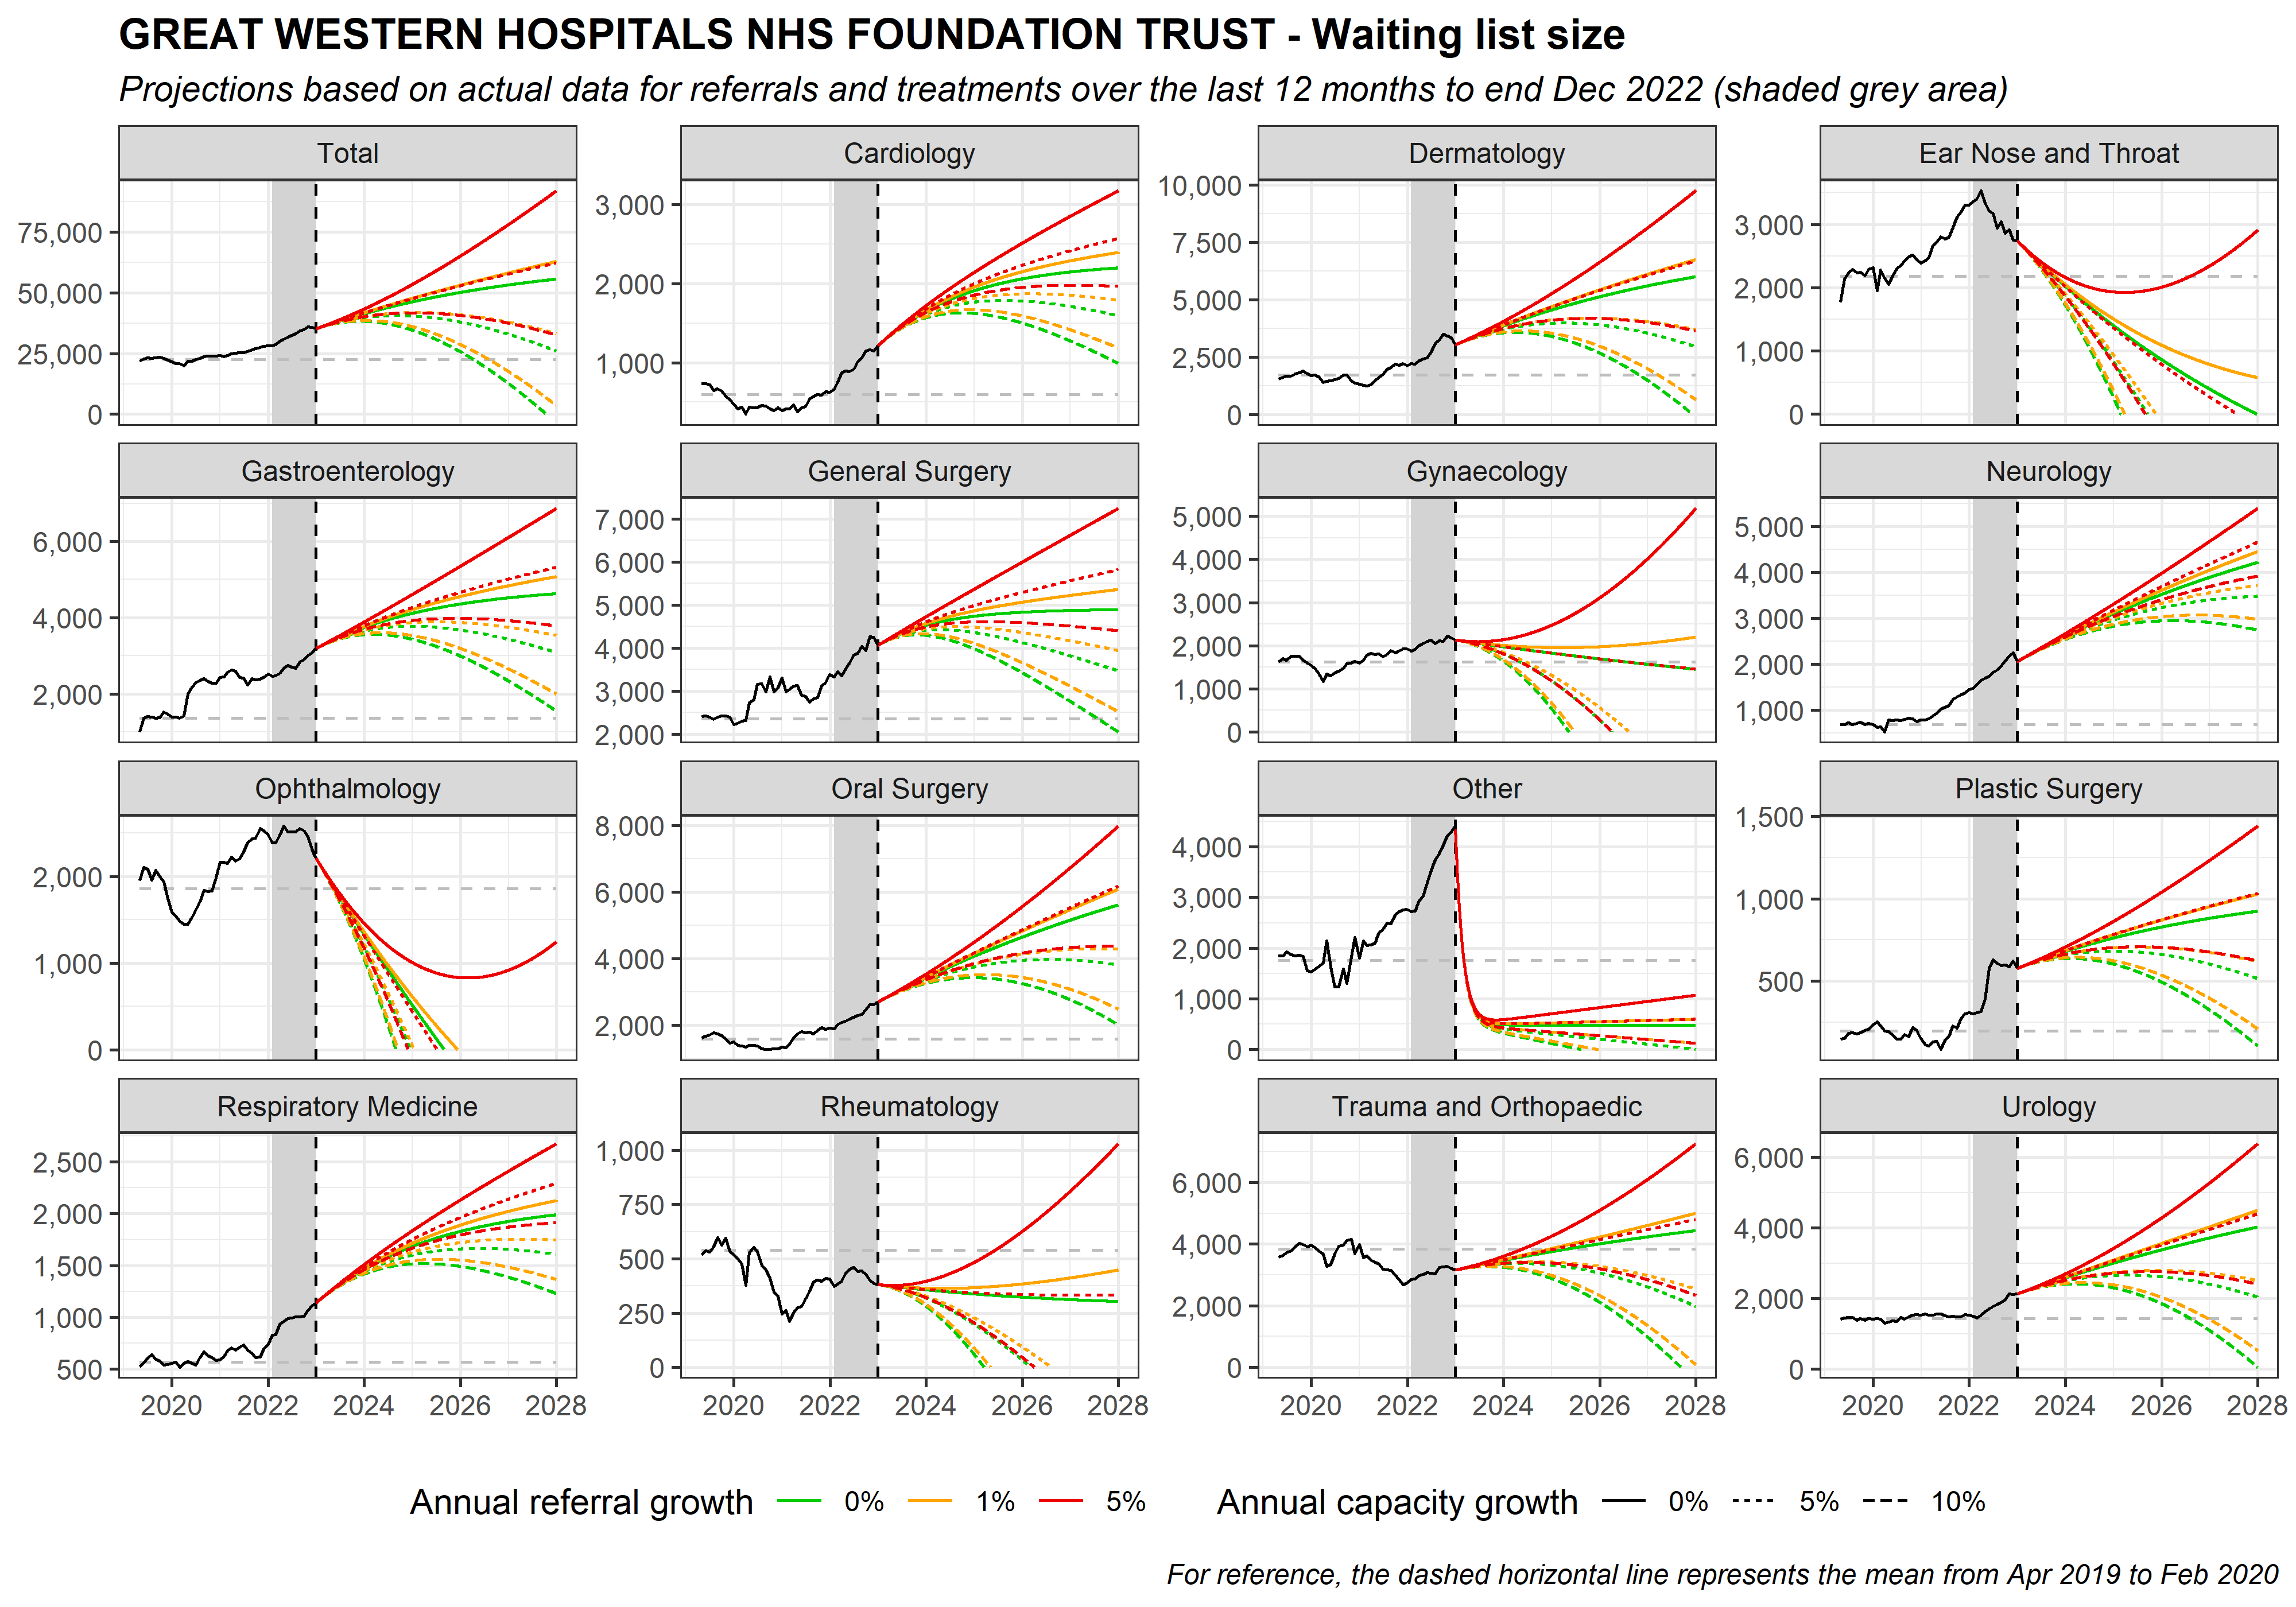 GREAT WESTERN HOSPITALS NHS FOUNDATION TRUST - Waiting list size
Projections based on actual data for referrals and treatments over the last 12 months to end Dec 2022 (shaded grey area)
Total
75,000
50,000
25,000
0
Cardiology
3,000
2,000
1,000
Dermatology
10,000
7,500
5,000
2,500
0
Ear Nose and Throat
3,000
2,000
1,000
0
Gastroenterology
6,000
4,000
2,000
General Surgery
7,000
6,000
5,000
4,000
3,000
2,000
Gynaecology
5,000
4,000
3,000
2,000
1,000
0
Neurology
5,000
4,000
3,000
2,000
1,000
Ophthalmology
2,000
1,000
0
Oral Surgery
8,000
6,000
4,000
2,000
Other
4,000
3,000
2,000
1,000
0
Plastic Surgery
1,500
1,000
500
Respiratory Medicine
2,500
2,000
1,500
1,000
500
2020 2022 2024 2026 2028
Rheumatology
1,000
750
500
250
0
2020 2022 2024 2026 2028
Trauma and Orthopaedic
6,000
4,000
2,000
0
2020 2022 2024 2026 2028
Urology
6,000
4,000
2,000
0
2020 2022 2024 2026 2028
Annual referral growth 0% 1% 5% Annual capacity growth 0% 5% 10%
For reference, the dashed horizontal line represents the mean from Apr 2019 to Feb 2020